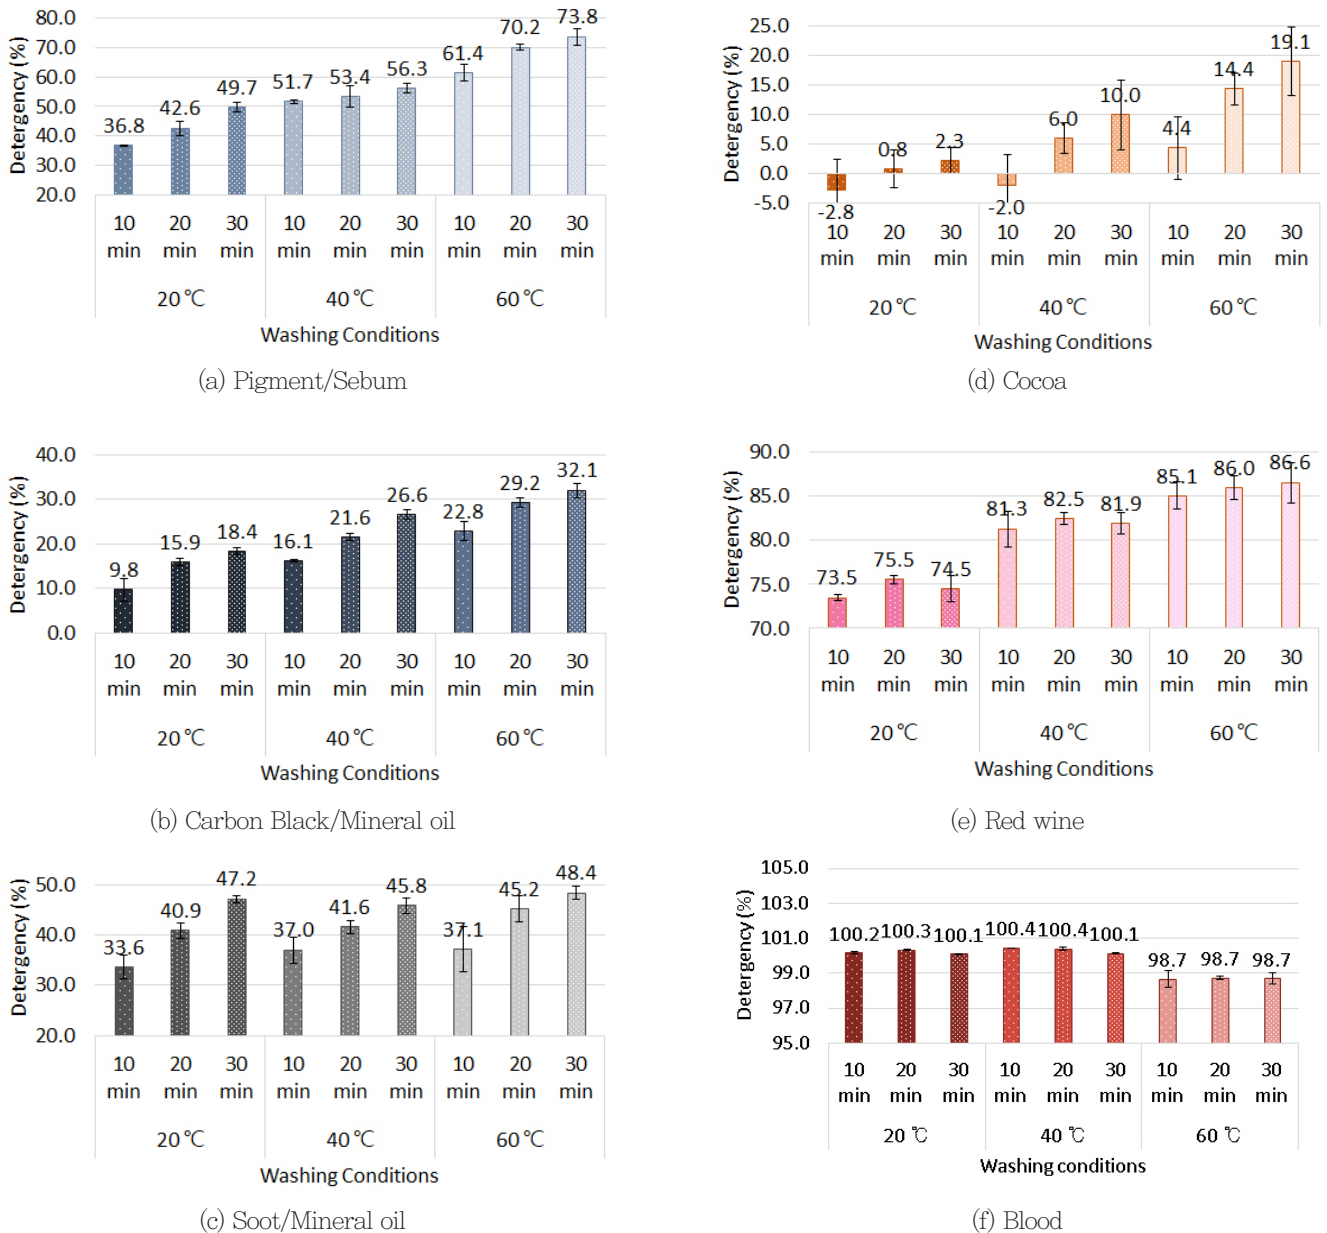 80.0
70.0
60.0
50.0
40.0
30.0
20.0
Detergency (%)
36.8
42.6
49.7
51.7
53.4
56.3
61.4
70.2
73.8
10 min
20 min
30 min
10 min
20 min
30 min
10 min
20 min
30 min
20℃
40℃
60℃
Washing Conditions
(a) Pigment/Sebum
25.0
20.0
15.0
10.0
5.0
0.0
-5.0
Detergency (%)
-2.8
0.8
2.3
-2.0
6.0
10.0
4.4
14.4
19.1
10 min
20 min
30 min
10 min
20 min
30 min
10 min
20 min
30 min
20℃
40℃
60℃
Washing Conditions
(d) Cocoa
40.0
30.0
20.0
10.0
0.0
Detergency (%)
9.8
15.9
18.4
16.1
21.6
26.6
22.8
29.2
32.1
10 min
20 min
30 min
10 min
20 min
30 min
10 min
20 min
30 min
20℃
40℃
60℃
Washing Conditions
(b) Carbon Black/Mineral oil
90.0
85.0
80.0
75.0
70.0
Detergency (%)
73.5
75.5
74.5
81.3
82.5
81.9
85.1
86.0
86.6
10 min
20 min
30 min
10 min
20 min
30 min
10 min
20 min
30 min
20℃
40℃
60℃
Washing Conditions
(e) Red wine
50.0
40.0
30.0
20.0
Detergency (%)
33.6
40.9
47.2
37.0
41.6
45.8
37.1
45.2
48.4
10 min
20 min
30 min
10 min
20 min
30 min
10 min
20 min
30 min
20℃
40℃
60℃
Washing Conditions
(c) Soot/Mineral oil
105.0
103.0
101.0
99.0
97.0
95.0
Detergency (%)
100.2
100.3
100.1
100.4
100.4
100.1
98.7
98.7
98.7
10 min
20 min
30 min
10 min
20 min
30 min
10 min
20 min
30 min
20 ℃
40 ℃
60 ℃
Washing conditions
(f) Blood